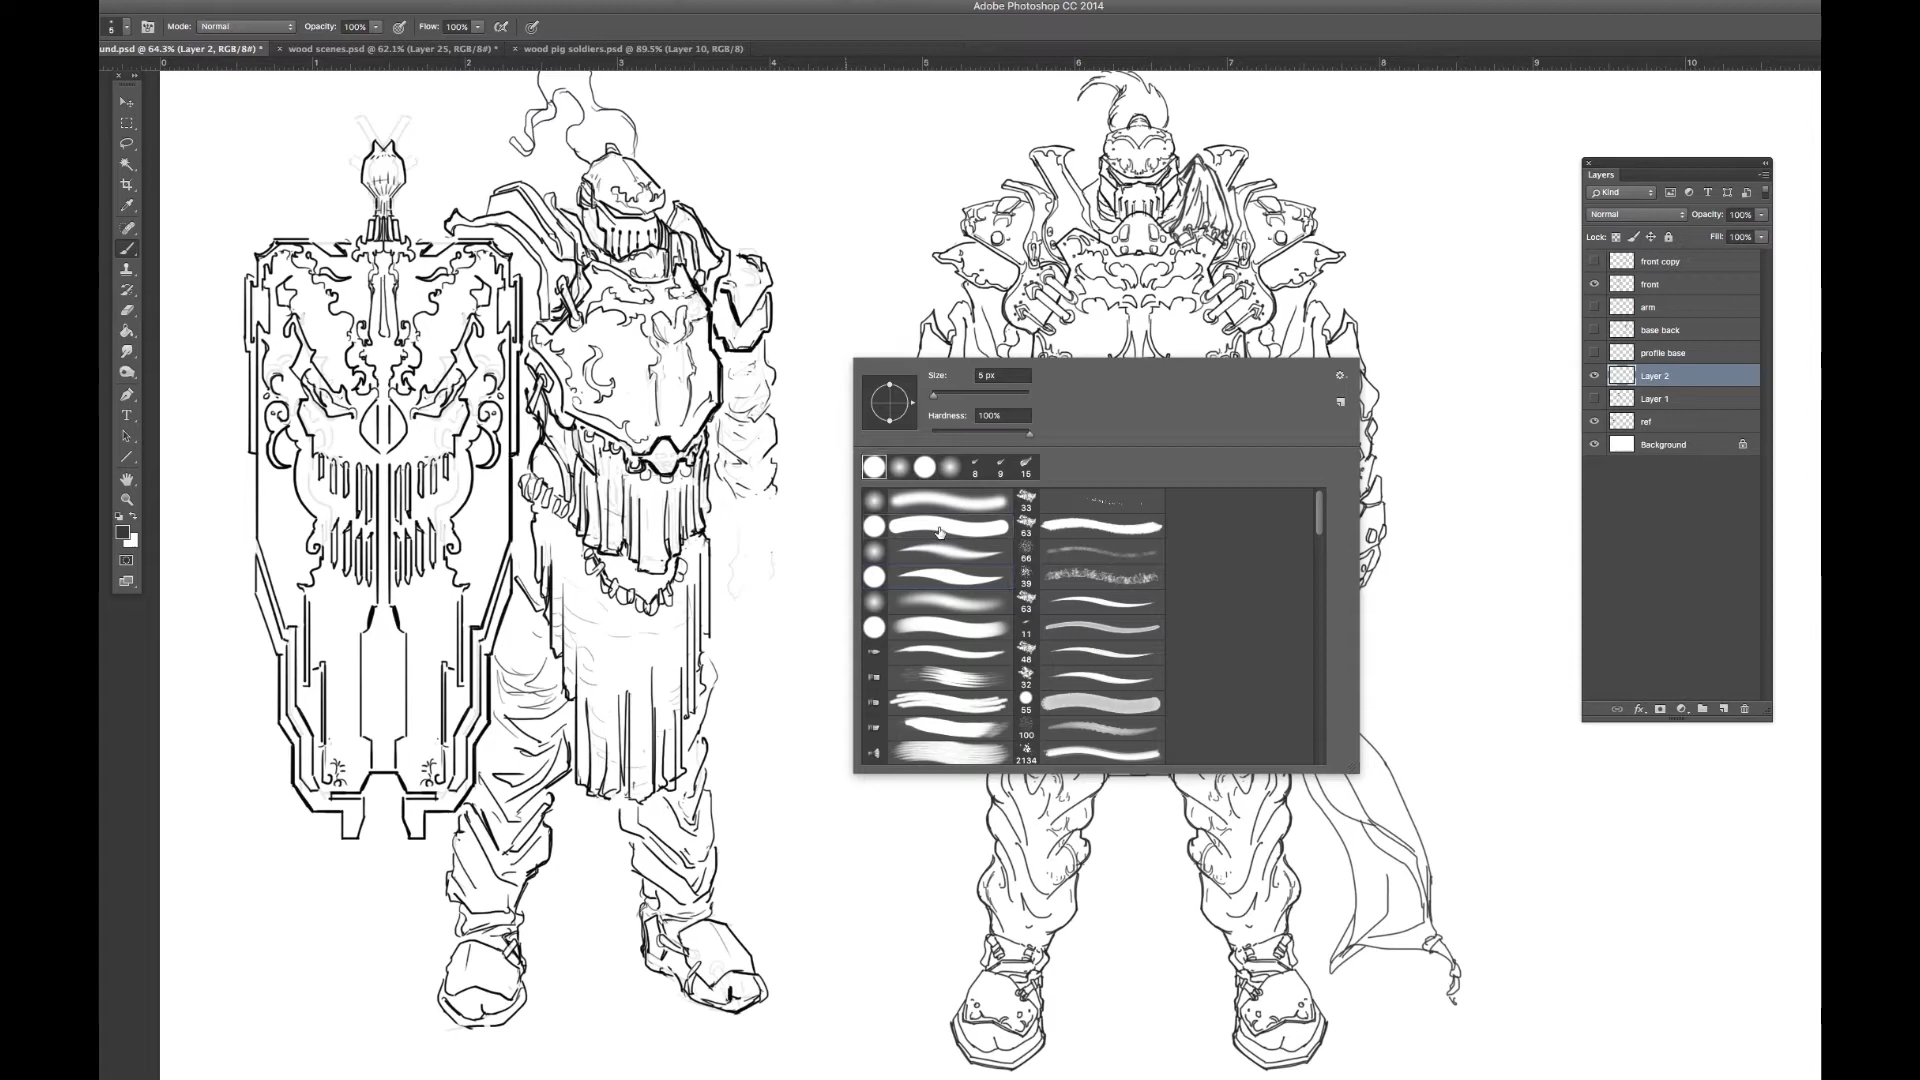 Adobe Photoshop CC 2014
5 Mode: Normal Opacity: 100% Flow: 100%
und.psd @ 64.3% (Layer 2, RGB/8#) * × wood scenes.psd @ 62.1% (Layer 25, RGB/8#) * × wood pig soldiers.psd @ 89.5% (Layer 10, RGB/8)
0 1 2 3 4 5 6 7 8 9 10
Layers
Kind
Normal Opacity: 100%
Lock: Fill: 100%
front copy
front
arm
base back
profile base
Layer 2
Layer 1
ref
Background
Size: 5 px
Hardness: 100%
8 9 15
33
63
66
39
63
11
48
32
55
100
2134